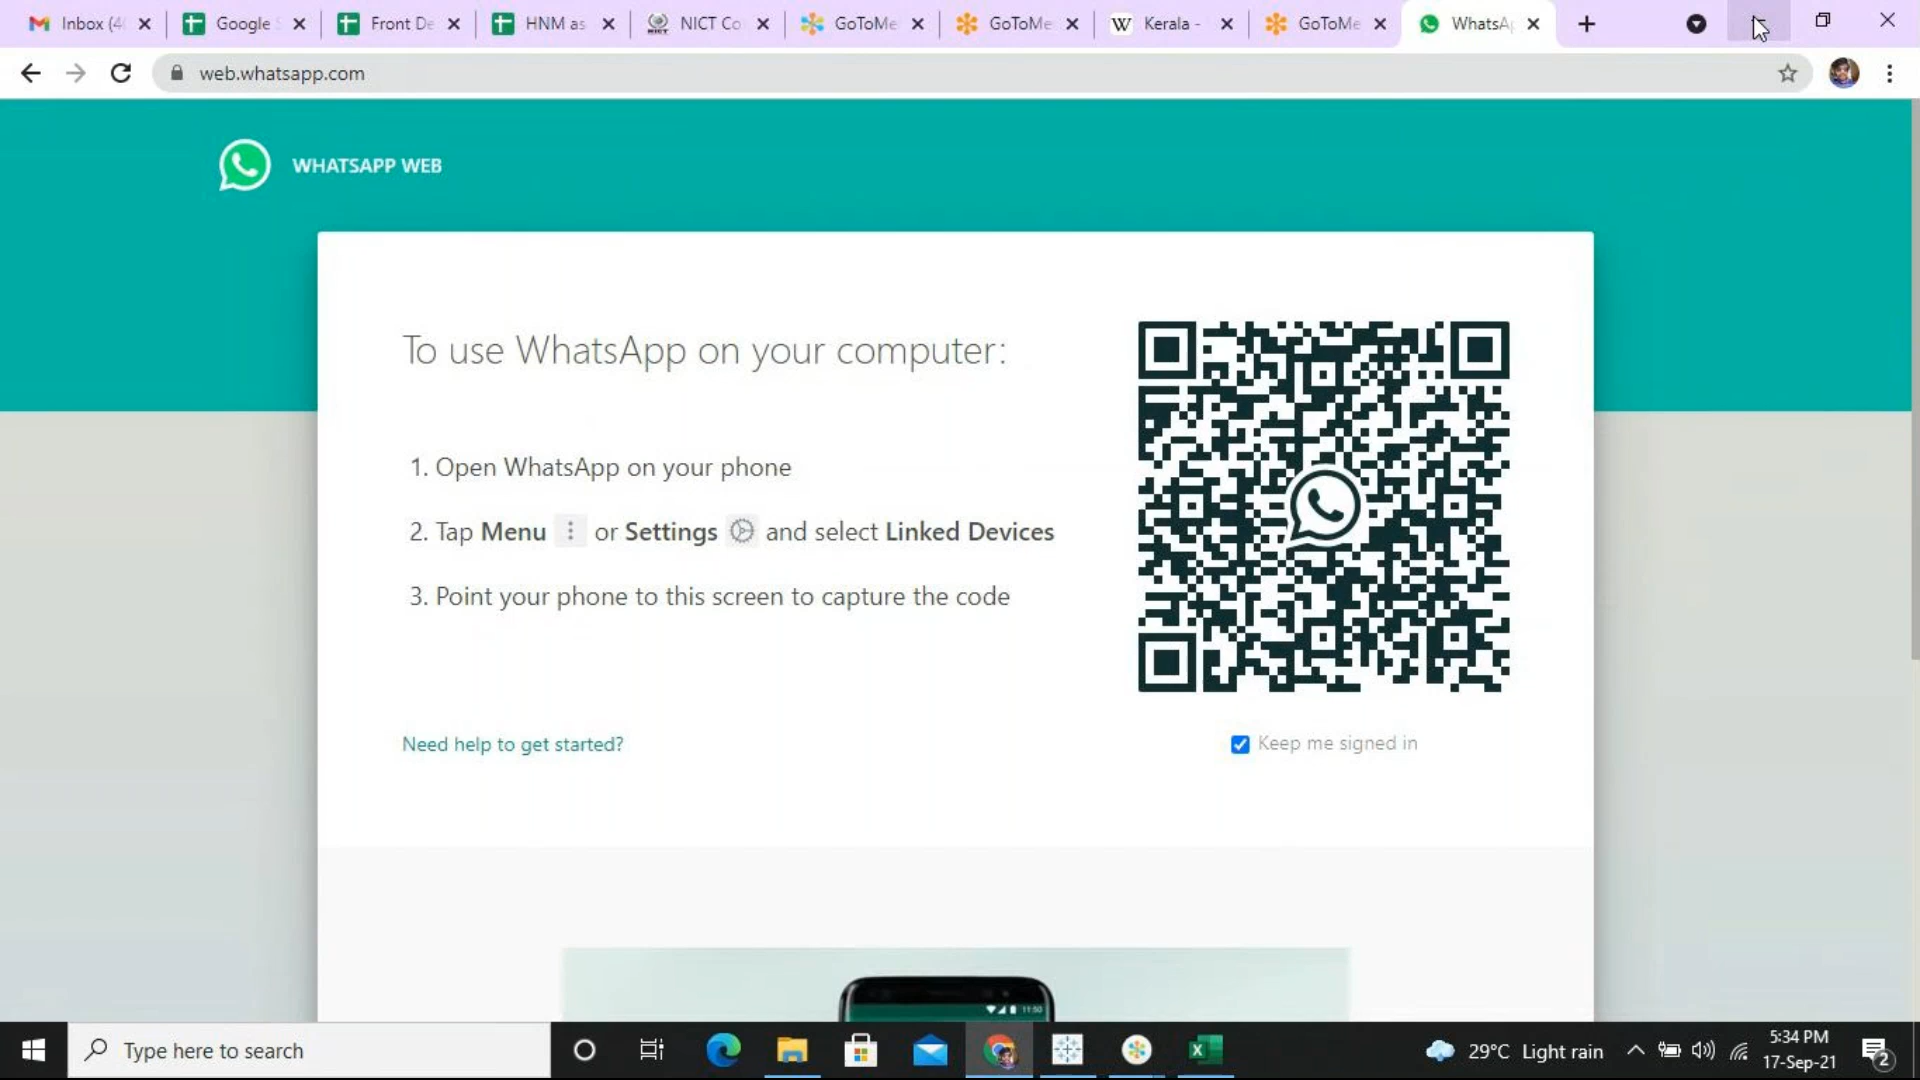 Inbox (4
Google S
Front De
HNM as
NICT Co
GoToMe
GoToMe
Kerala -
GoToMe
WhatsA
web.whatsapp.com
WHATSAPP WEB
To use WhatsApp on your computer:
1. Open WhatsApp on your phone
2. Tap Menu or Settings and select Linked Devices
3. Point your phone to this screen to capture the code
Need help to get started?
Keep me signed in
11:50
Type here to search
29°C Light rain
5:34 PM
17-Sep-21
2